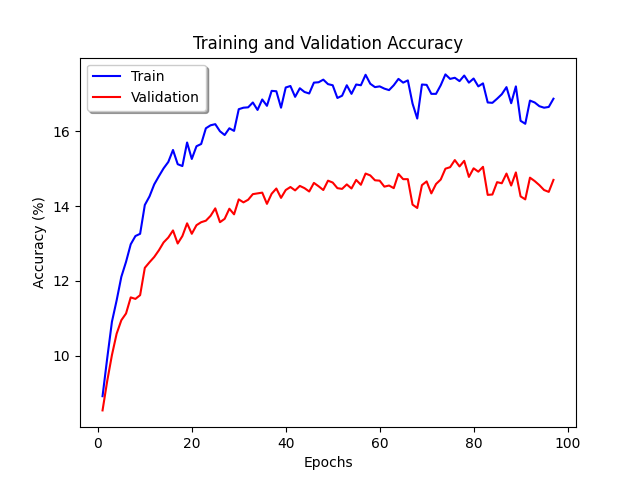 Training and Validation Accuracy
Train
Validation
Accuracy (%)
16
14
12
10
0 20 40 60 80 100
Epochs